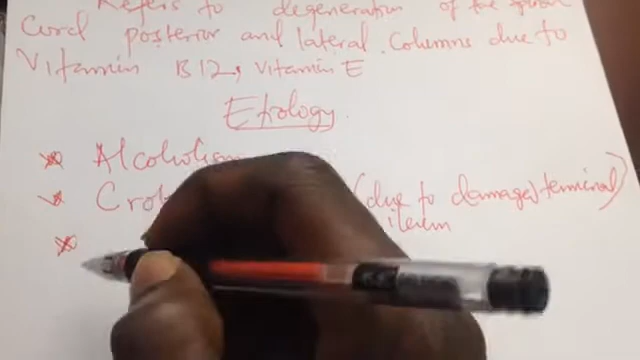 Refers to degeneration of the spinal
Cord posterior and lateral Columns due to
Vitamin B12, Vitamin E
Etiology
Alcoholism
(due to damage) terminal)
ileum